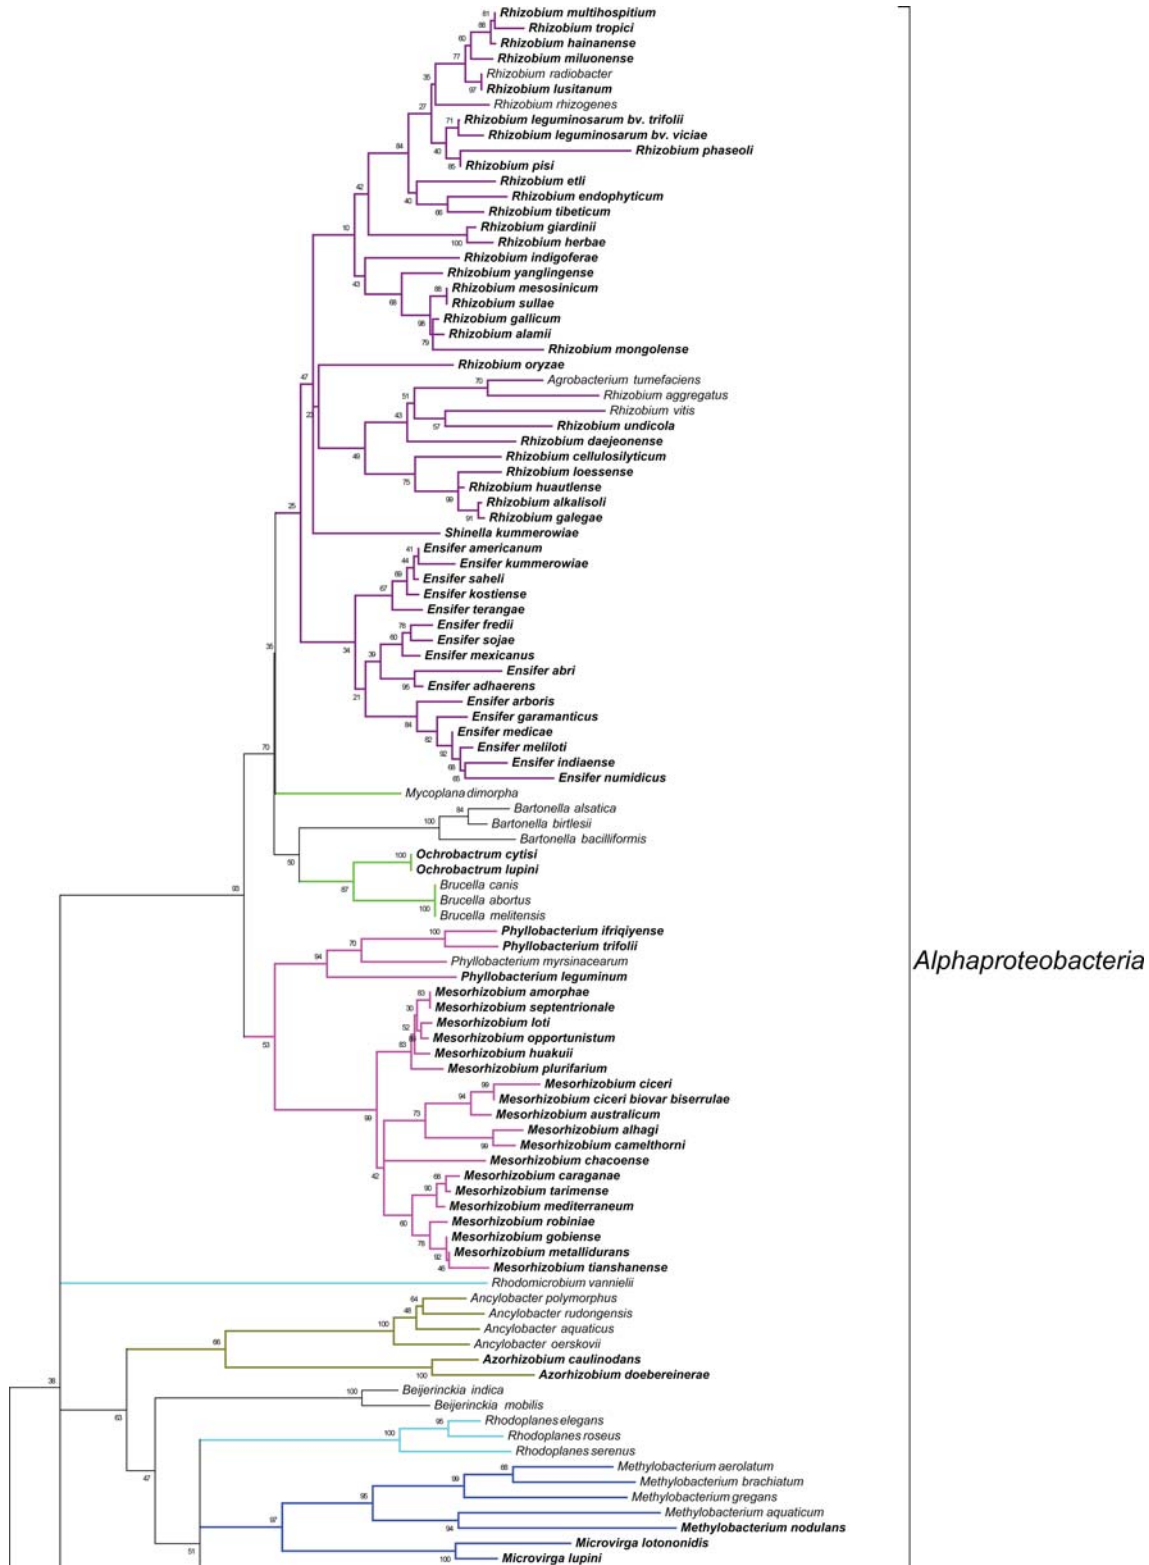 Rhizobium multihospitium
Rhizobium tropici
Rhizobium hainanense
Rhizobium miluonense
Rhizobium radiobacter
Rhizobium lusitanum
Rhizobium rhizogenes
Rhizobium leguminosarum bv. trifolii
Rhizobium leguminosarum bv. viciae
Rhizobium phaseoli
Rhizobium pisi
Rhizobium etli
Rhizobium endophyticum
Rhizobium tibeticum
Rhizobium giardinii
Rhizobium herbae
Rhizobium indigoferae
Rhizobium yanglingense
Rhizobium mesosinicum
Rhizobium sullae
Rhizobium gallicum
Rhizobium alamii
Rhizobium mongolense
Rhizobium oryzae
Agrobacterium tumefaciens
Rhizobium aggregatus
Rhizobium vitis
Rhizobium undicola
Rhizobium daejeonense
Rhizobium cellulosilyticum
Rhizobium loessense
Rhizobium huautlense
Rhizobium alkalisoli
Rhizobium galegae
Shinella kummerowiae
Ensifer americanum
Ensifer kummerowiae
Ensifer saheli
Ensifer kostiense
Ensifer terangae
Ensifer fredii
Ensifer sojae
Ensifer mexicanus
Ensifer abri
Ensifer adhaerens
Ensifer arboris
Ensifer garamanticus
Ensifer medicae
Ensifer meliloti
Ensifer indiaense
Ensifer numidicus
Mycoplana dimorpha
Bartonella alsatica
Bartonella birtlesii
Bartonella bacilliformis
Ochrobactrum cytisi
Ochrobactrum lupini
Brucella canis
Brucella abortus
Brucella melitensis
Phyllobacterium ifriqiyense
Phyllobacterium trifolii
Phyllobacterium myrsinacearum
Phyllobacterium leguminum
Alphaproteobacteria
Mesorhizobium amorphae
Mesorhizobium septentrionale
Mesorhizobium loti
Mesorhizobium opportunistum
Mesorhizobium huakuii
Mesorhizobium plurifarium
Mesorhizobium ciceri
Mesorhizobium ciceri biovar biserrulae
Mesorhizobium australicum
Mesorhizobium alhagi
Mesorhizobium camelthorni
Mesorhizobium chacoense
Mesorhizobium caraganae
Mesorhizobium tarimense
Mesorhizobium mediterraneum
Mesorhizobium robiniae
Mesorhizobium gobiense
Mesorhizobium metallidurans
Mesorhizobium tianshanense
Rhodomicrobium vannielii
Ancylobacter polymorphus
Ancylobacter rudongensis
Ancylobacter aquaticus
Ancylobacter oerskovii
Azorhizobium caulinodans
Azorhizobium doebereinerae
Beijerinckia indica
Beijerinckia mobilis
Rhodoplanes elegans
Rhodoplanes roseus
Rhodoplanes serenus
Methylobacterium aerolatum
Methylobacterium brachiatum
Methylobacterium gregans
Methylobacterium aquaticum
Methylobacterium nodulans
Microvirga lotononidis
Microvirga lupini